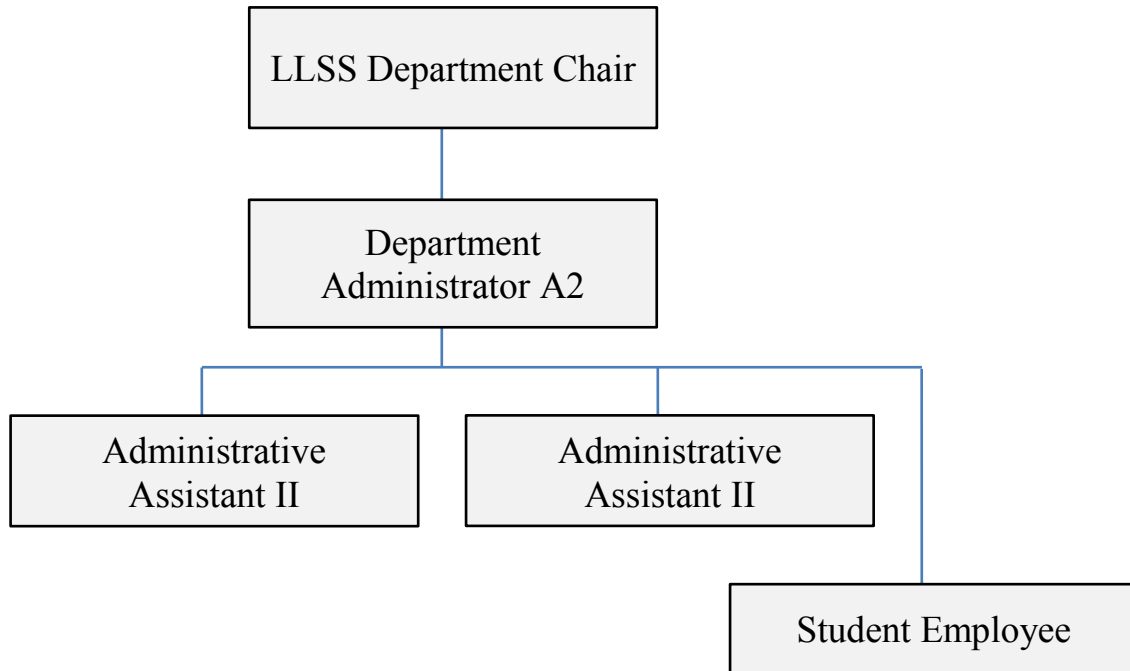 LLSS Department Chair
Department
Administrator A2
Administrative
Assistant II
Administrative
Assistant II
Student Employee